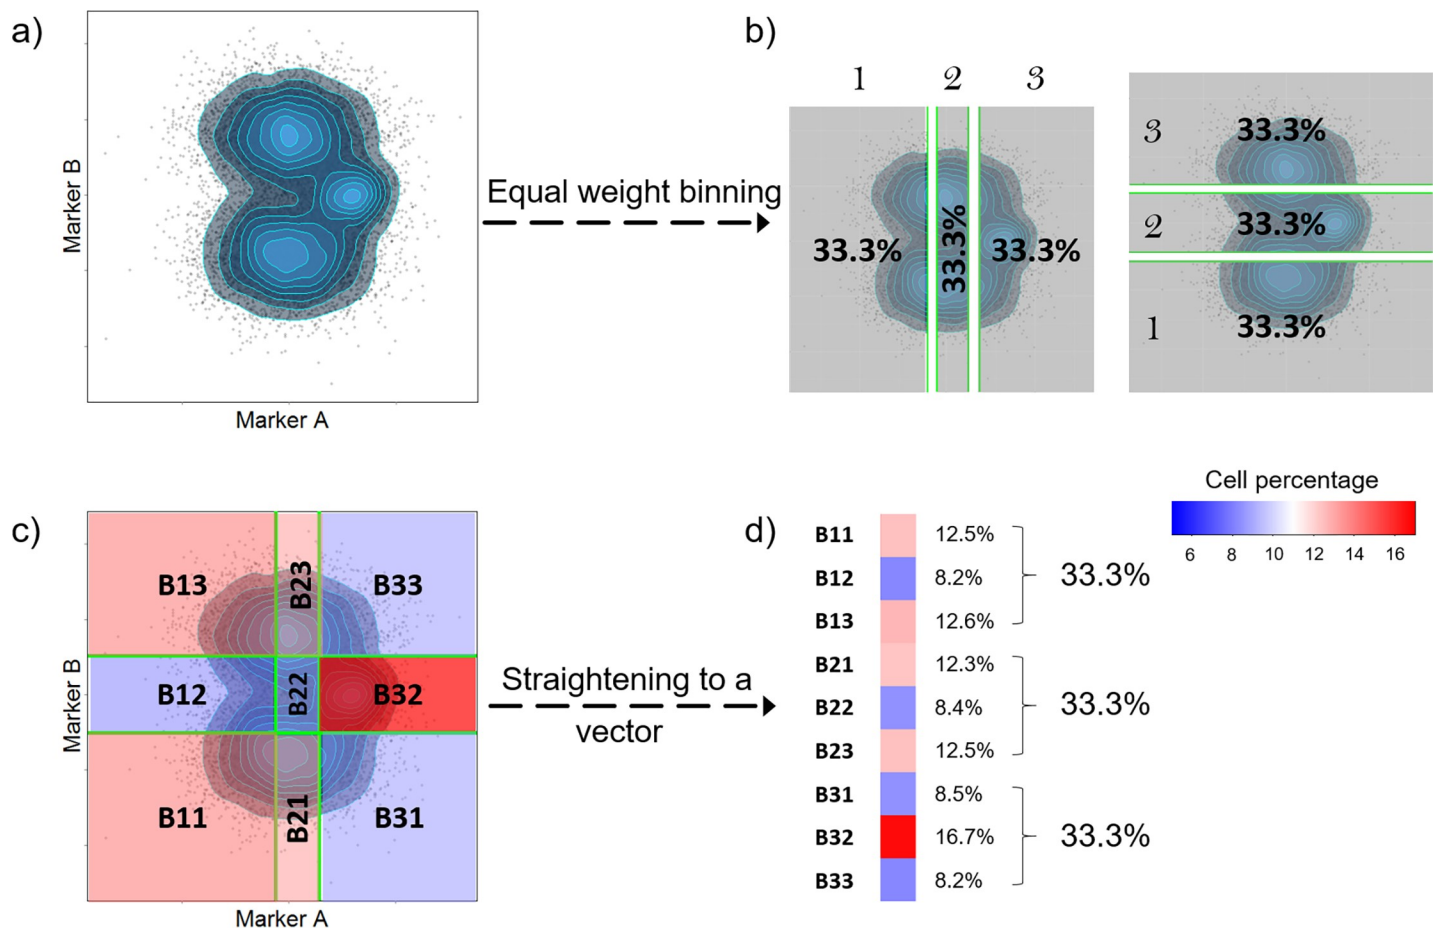 a)
Marker B
Marker A
Equal weight binning
b)
1 2 3
33.3% 33.3% 33.3%
3 33.3%
2 33.3%
1 33.3%
c)
Marker B
B13 B23 B33
B12 B22 B32
B11 B21 B31
Marker A
Straightening to a
vector
d)
B11 12.5%
B12 8.2%
B13 12.6%
33.3%
B21 12.3%
B22 8.4%
B23 12.5%
33.3%
B31 8.5%
B32 16.7%
B33 8.2%
33.3%
Cell percentage
6 8 10 12 14 16